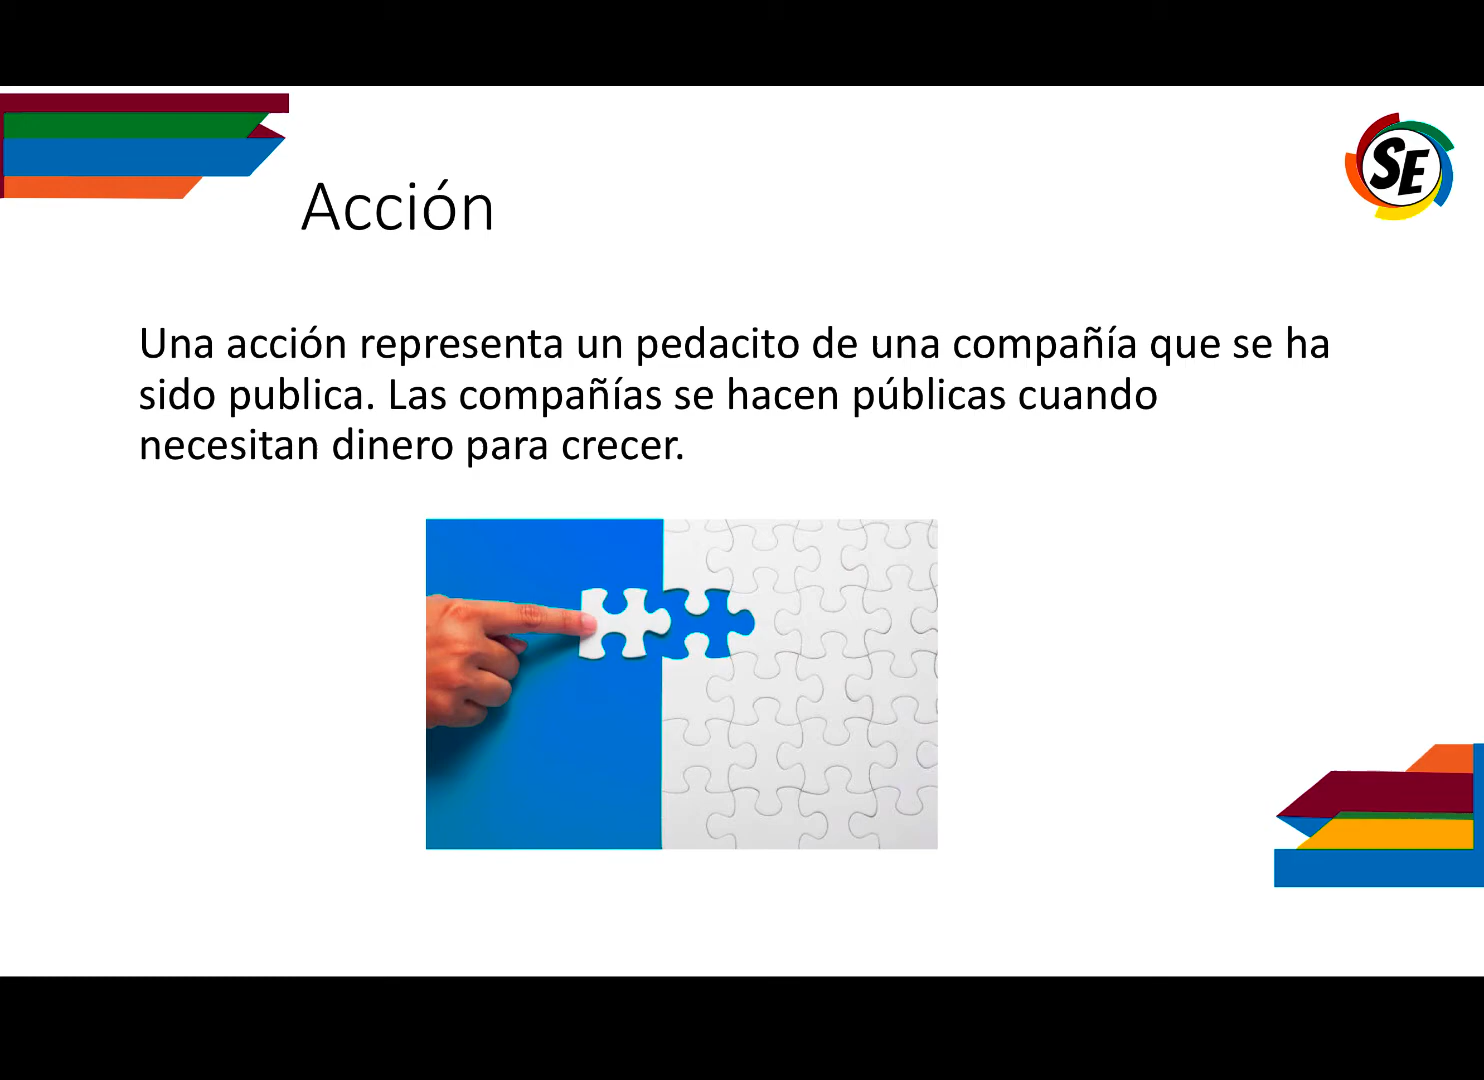 SE
Acción
Una acción representa un pedacito de una compañía que se ha
sido publica. Las compañías se hacen públicas cuando
necesitan dinero para crecer.